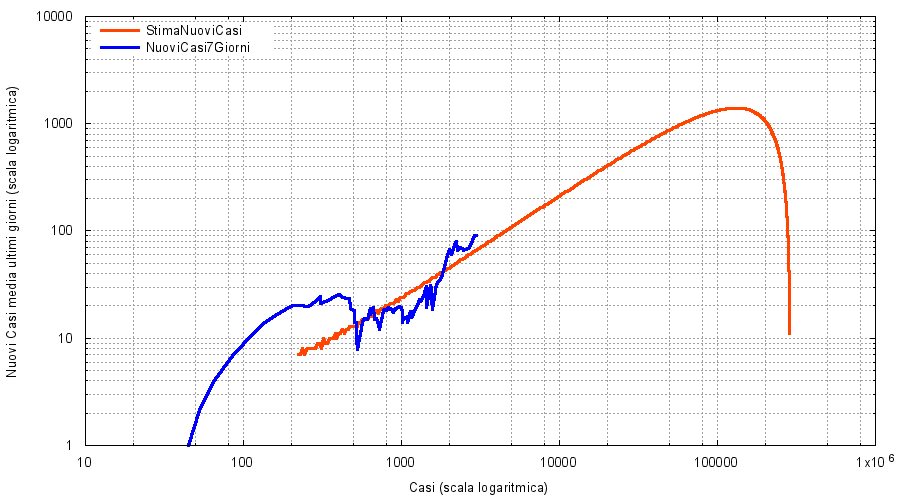 10000
StimaNuoviCasi
NuoviCasi7Giorni
1000
100
10
1
Nuovi Casi media ultimi giorni (scala logaritmica)
10 100 1000 10000 100000 1x10 6
Casi (scala logaritmica)